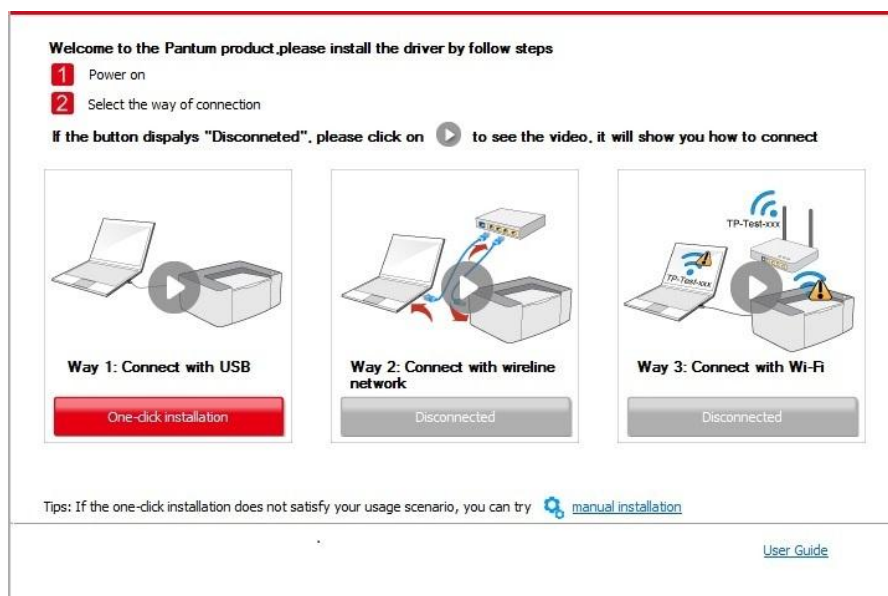 Welcome to the Pantum product,please install the driver by follow steps
1 Power on
2 Select the way of connection
If the button dispalys "Disconneted", please click on to see the video, it will show you how to connect
TP-Test-xxx
TP-Test-xxx
Way 1: Connect with USB
Way 2: Connect with wireline
network
Way 3: Connect with Wi-Fi
One-click installation
Disconnected
Disconnected
Tips: If the one-click installation does not satisfy your usage scenario, you can try manual installation
User Guide